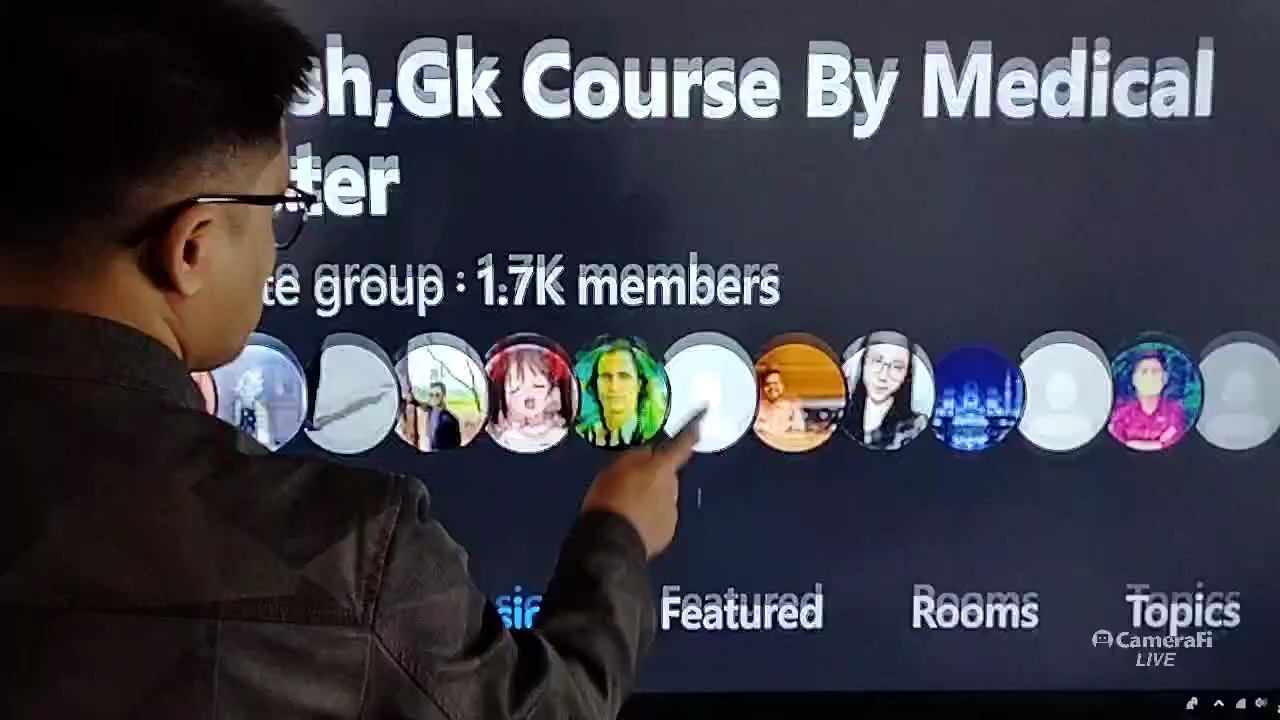 sh,Gk Course By Medical
ter
te group : 1.7K members
Featured Rooms Topics
CameraFi
LIVE